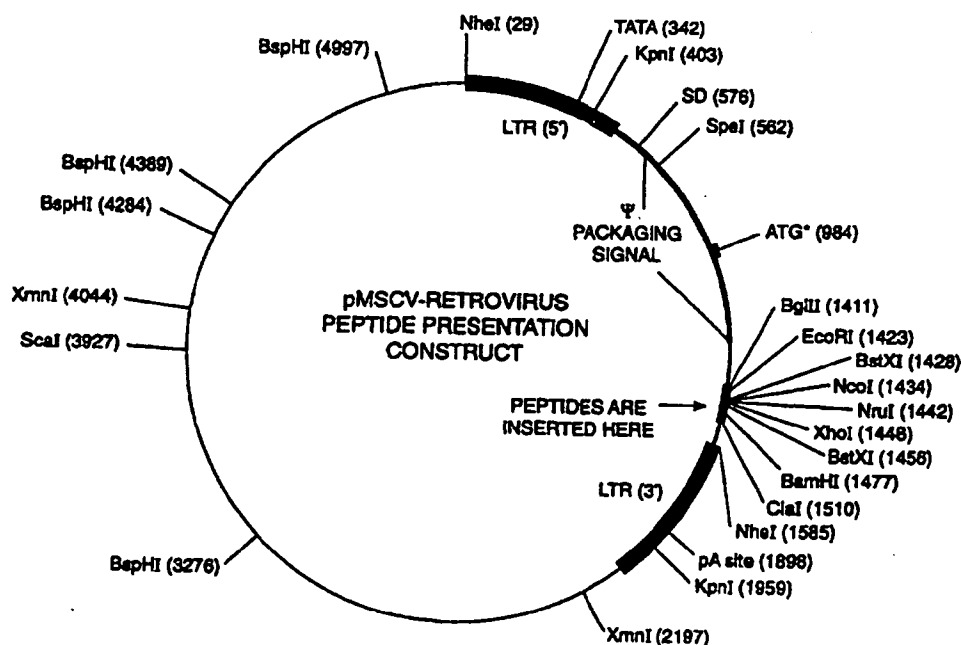 NheI (29)
TATA (342)
KpnI (403)
SD (576)
SpeI (562)
LTR (5')
Ψ
PACKAGING
SIGNAL
ATG* (984)
BglII (1411)
EcoRI (1423)
BstXI (1428)
NcoI (1434)
NruI (1442)
XhoI (1448)
BstXI (1456)
BamHI (1477)
ClaI (1510)
NheI (1585)
PEPTIDES ARE
INSERTED HERE
LTR (3')
pA site (1898)
KpnI (1959)
XmnI (2197)
BspHI (3276)
ScaI (3927)
XmnI (4044)
BspHI (4284)
BspHI (4389)
BspHI (4997)
pMSCV-RETROVIRUS
PEPTIDE PRESENTATION
CONSTRUCT